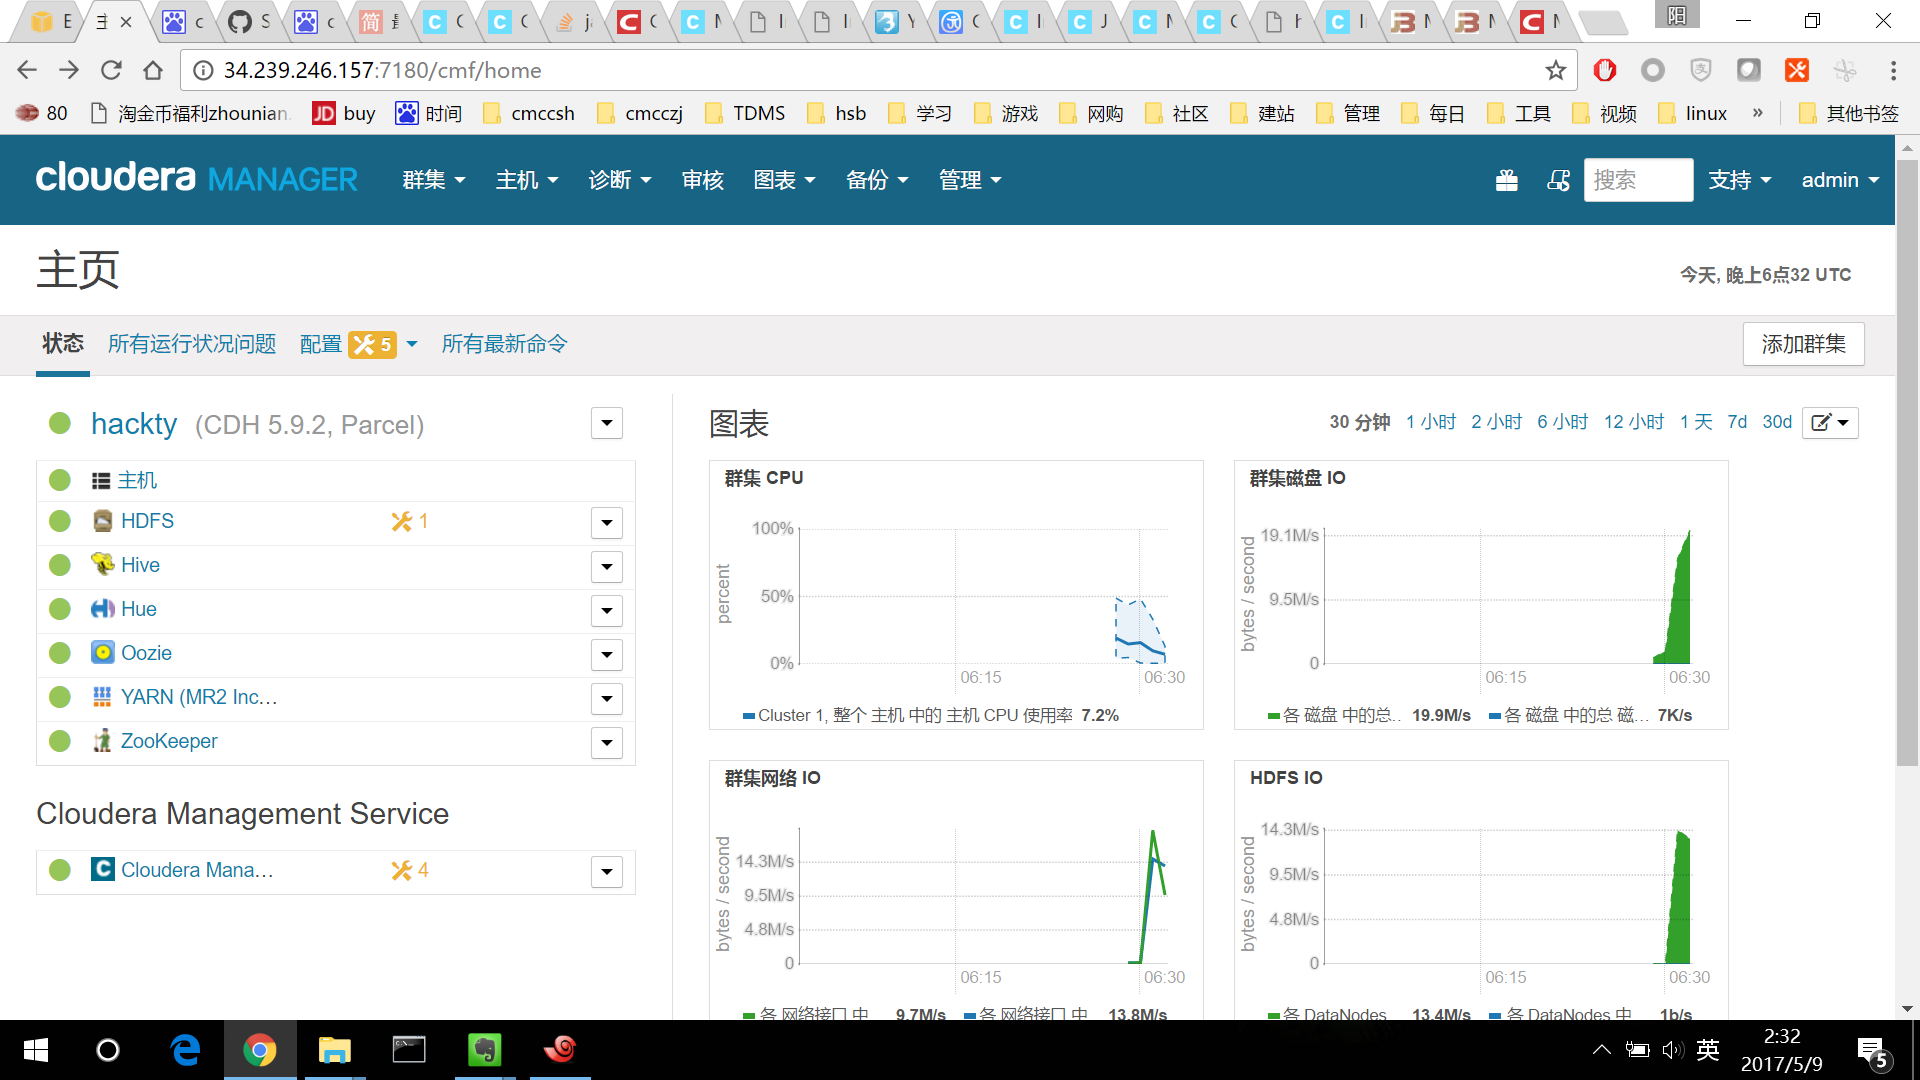 主
阳
34.239.246.157:7180/cmf/home
80 淘金币福利zhounian. buy 时间 cmccsh cmcczj TDMS hsb 学习 游戏 网购 社区 建站 管理 每日 工具 视频 linux » 其他书签
cloudera MANAGER 群集 主机 诊断 审核 图表 备份 管理 搜索 支持 admin
主页
今天, 晚上6点32 UTC
状态 所有运行状况问题 配置 5 所有最新命令 添加群集
hackty (CDH 5.9.2, Parcel)
主机
HDFS 1
Hive
Hue
Oozie
YARN (MR2 Inc...
ZooKeeper
Cloudera Management Service
Cloudera Mana... 4
图表
30 分钟 1 小时 2 小时 6 小时 12 小时 1 天 7d 30d
群集 CPU
percent
100%
50%
0%
06:15 06:30
Cluster 1, 整个 主机 中的 主机 CPU 使用率 7.2%
群集磁盘 IO
bytes / second
19.1M/s
9.5M/s
0
06:15 06:30
各 磁盘 中的总.. 19.9M/s 各 磁盘 中的总 磁... 7K/s
群集网络 IO
bytes / second
14.3M/s
9.5M/s
4.8M/s
0
06:15 06:30
各 网络接口 中 9.7M/s 各 网络接口 中 13.8M/s
HDFS IO
bytes / second
14.3M/s
9.5M/s
4.8M/s
0
06:15 06:30
各 DataNodes 13.4M/s 各 DataNodes 中 1b/s
英
2:32
2017/5/9
5